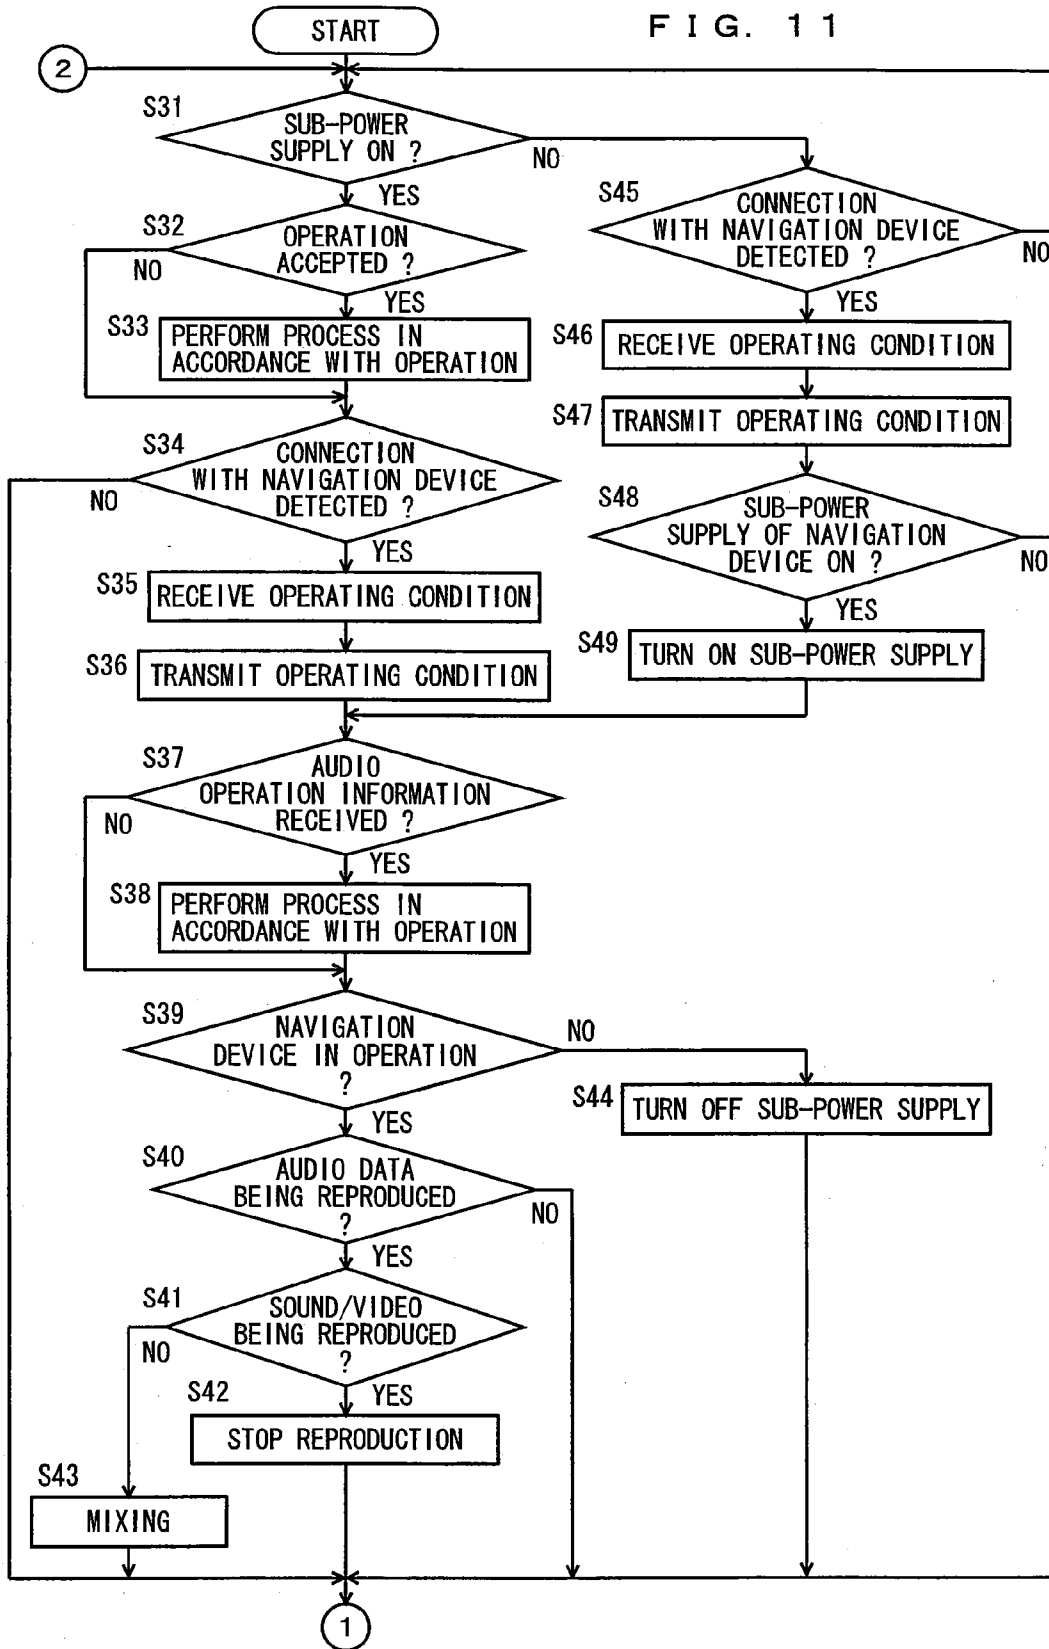 FIG. 11
START
2
S31
SUB-POWER
SUPPLY ON ?
NO
YES
S32
OPERATION
ACCEPTED ?
NO
YES
S33
PERFORM PROCESS IN
ACCORDANCE WITH OPERATION
S34
CONNECTION
WITH NAVIGATION DEVICE
DETECTED ?
NO
YES
S35
RECEIVE OPERATING CONDITION
S36
TRANSMIT OPERATING CONDITION
S45
CONNECTION
WITH NAVIGATION DEVICE
DETECTED ?
NO
YES
S46
RECEIVE OPERATING CONDITION
S47
TRANSMIT OPERATING CONDITION
S48
SUB-POWER
SUPPLY OF NAVIGATION
DEVICE ON ?
NO
YES
S49
TURN ON SUB-POWER SUPPLY
S37
AUDIO
OPERATION INFORMATION
RECEIVED ?
NO
YES
S38
PERFORM PROCESS IN
ACCORDANCE WITH OPERATION
S39
NAVIGATION
DEVICE IN OPERATION
?
NO
YES
S44
TURN OFF SUB-POWER SUPPLY
S40
AUDIO DATA
BEING REPRODUCED
?
NO
YES
S41
SOUND/VIDEO
BEING REPRODUCED
?
NO
YES
S42
STOP REPRODUCTION
S43
MIXING
1